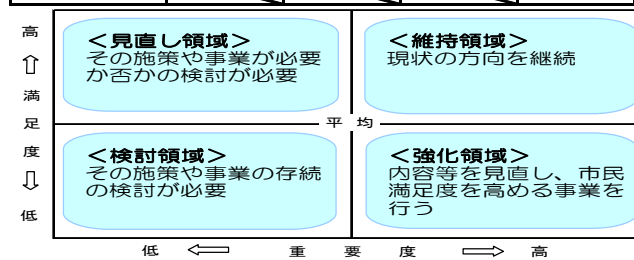 高
⇧
満
足
度
⇩
低
＜見直し領域＞
その施策や事業が必要
か否かの検討が必要
＜維持領域＞
現状の方向を継続
平　均
＜検討領域＞
その施策や事業の存続
の検討が必要
＜強化領域＞
内容等を見直し、市民
満足度を高める事業を
行う
低　⇦　重　要　度　⇨　高